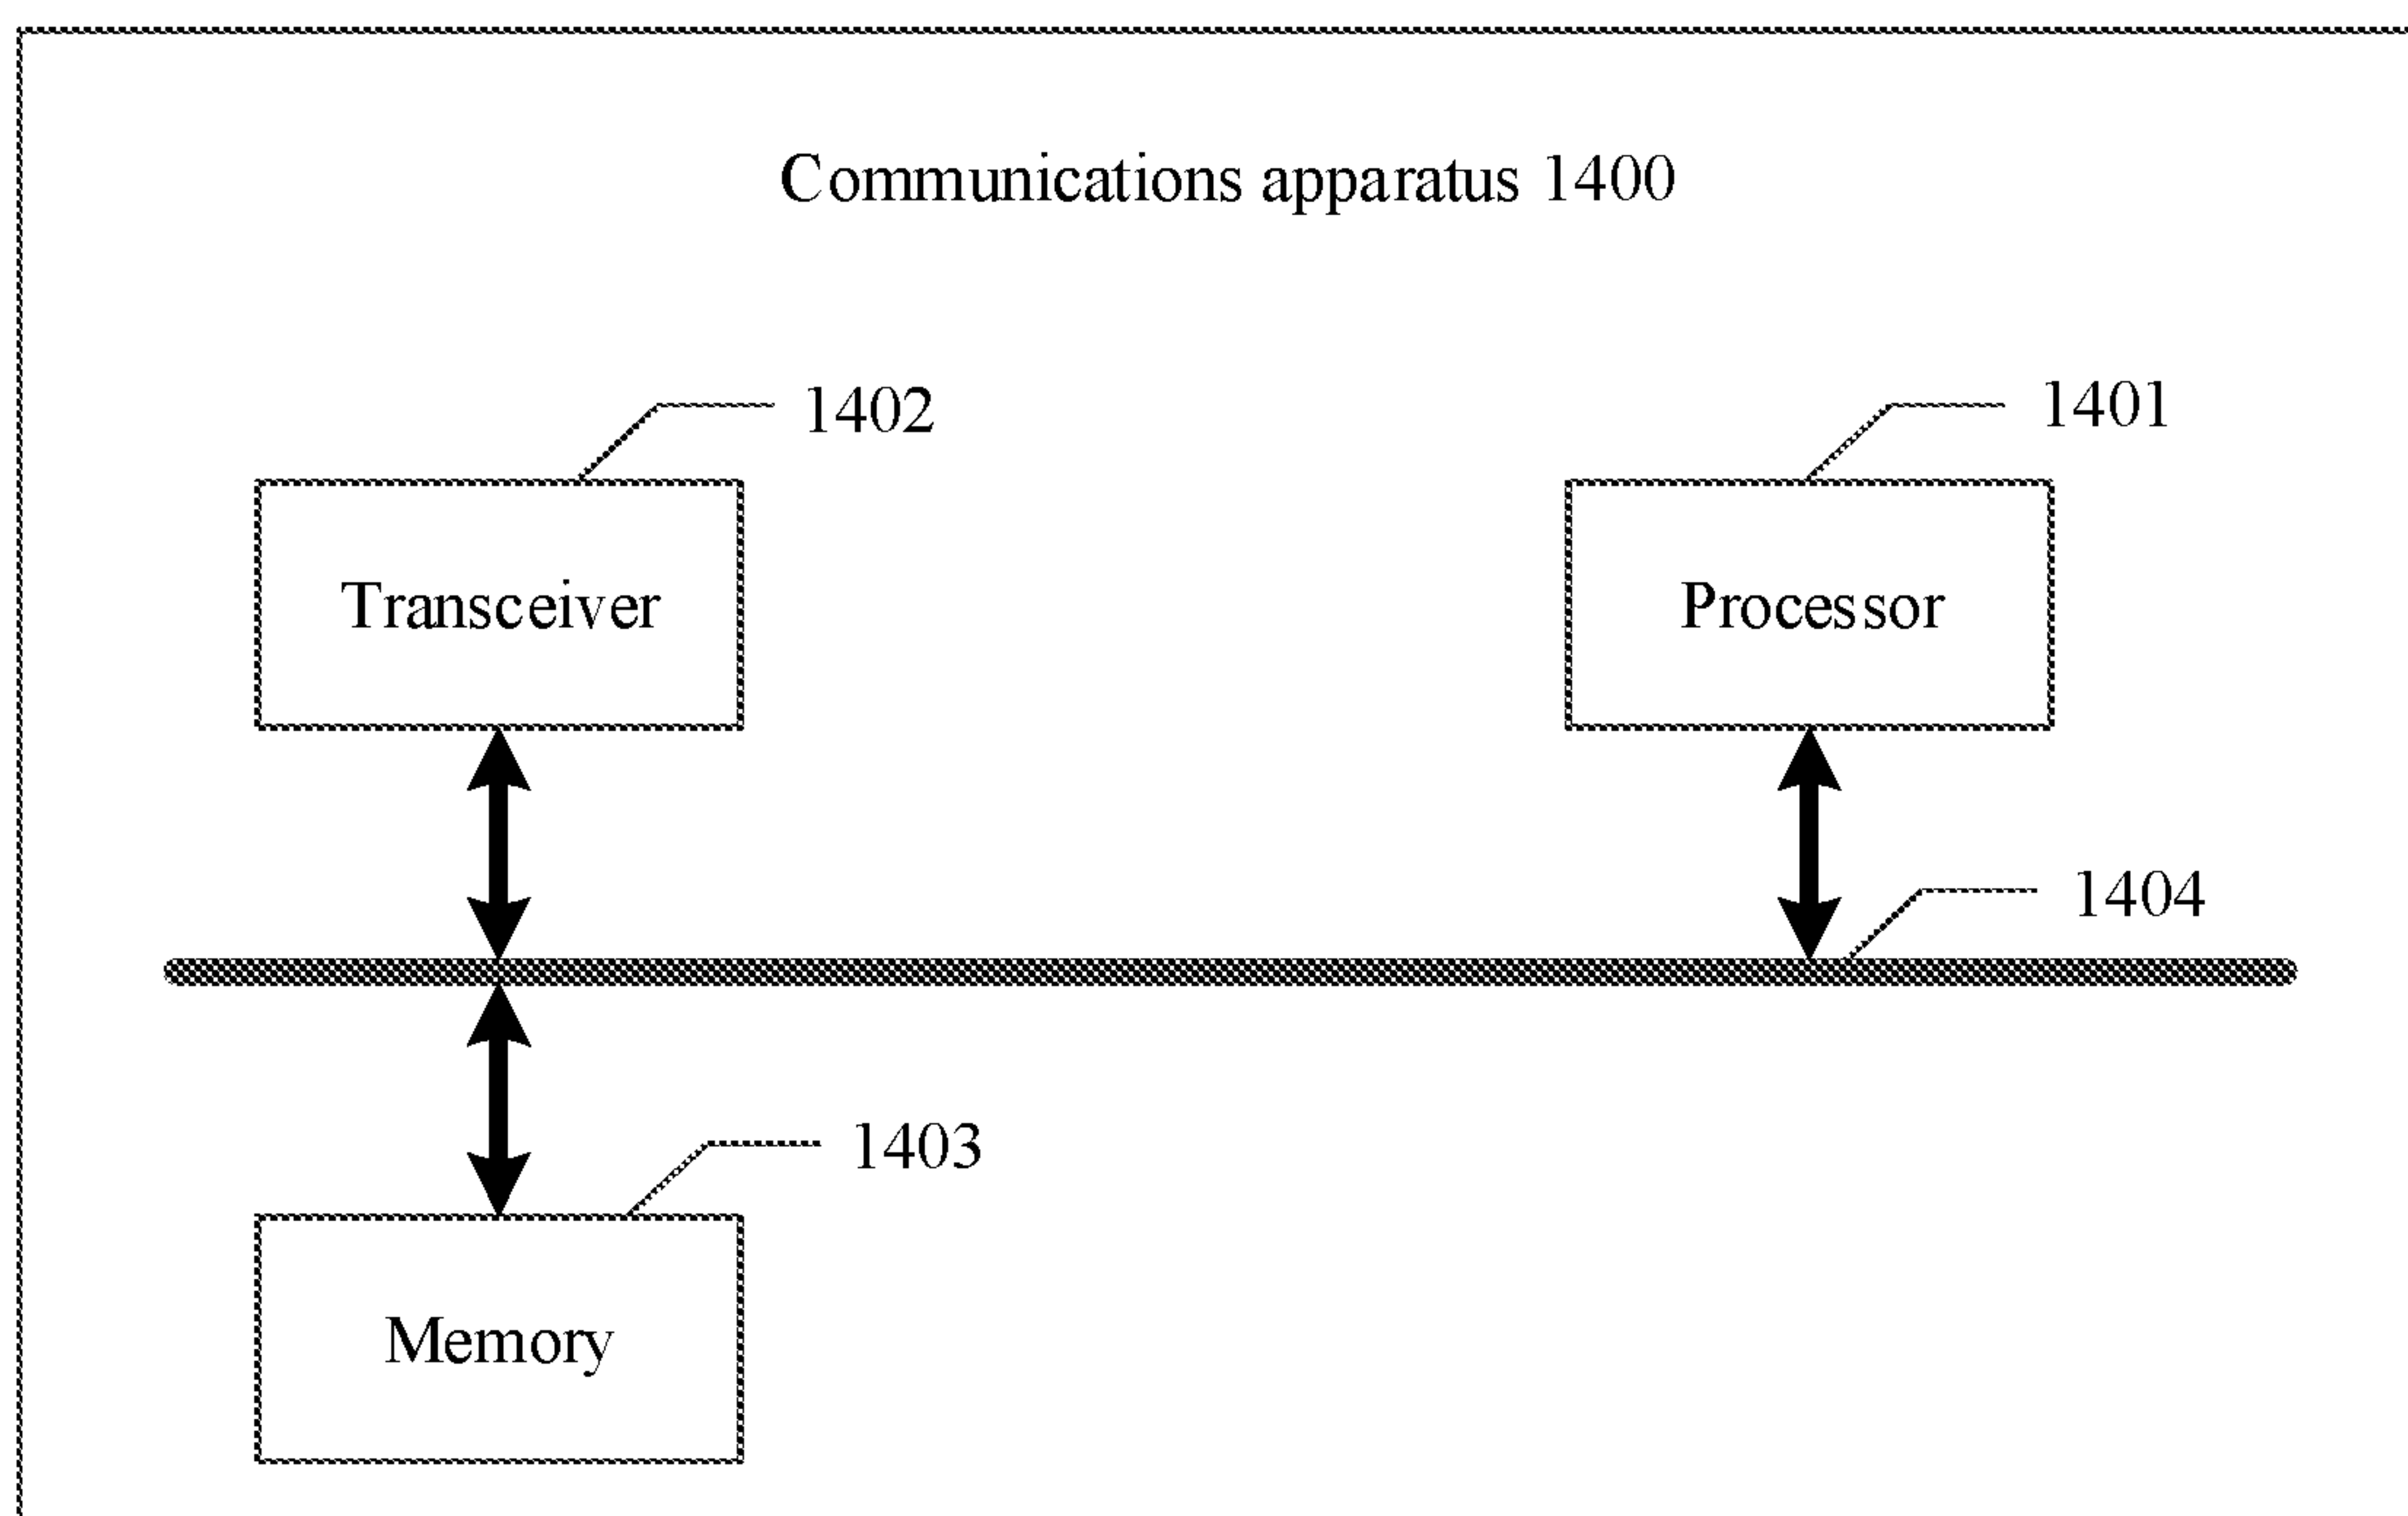 Communications apparatus 1400
1402
1401
Transceiver
Processor
1404
1403
Memory